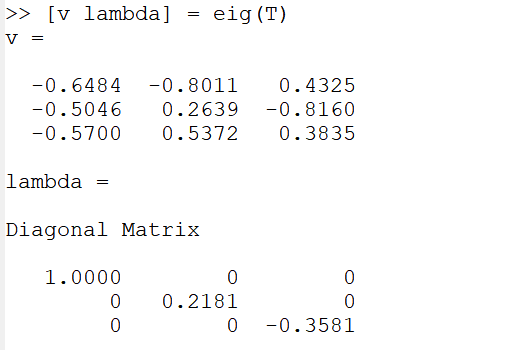 >> [v lambda] = eig(T)
v =
-0.6484 -0.8011 0.4325
-0.5046 0.2639 -0.8160
-0.5700 0.5372 0.3835
lambda =
Diagonal Matrix
1.0000 0 0
0 0.2181 0
0 0 -0.3581